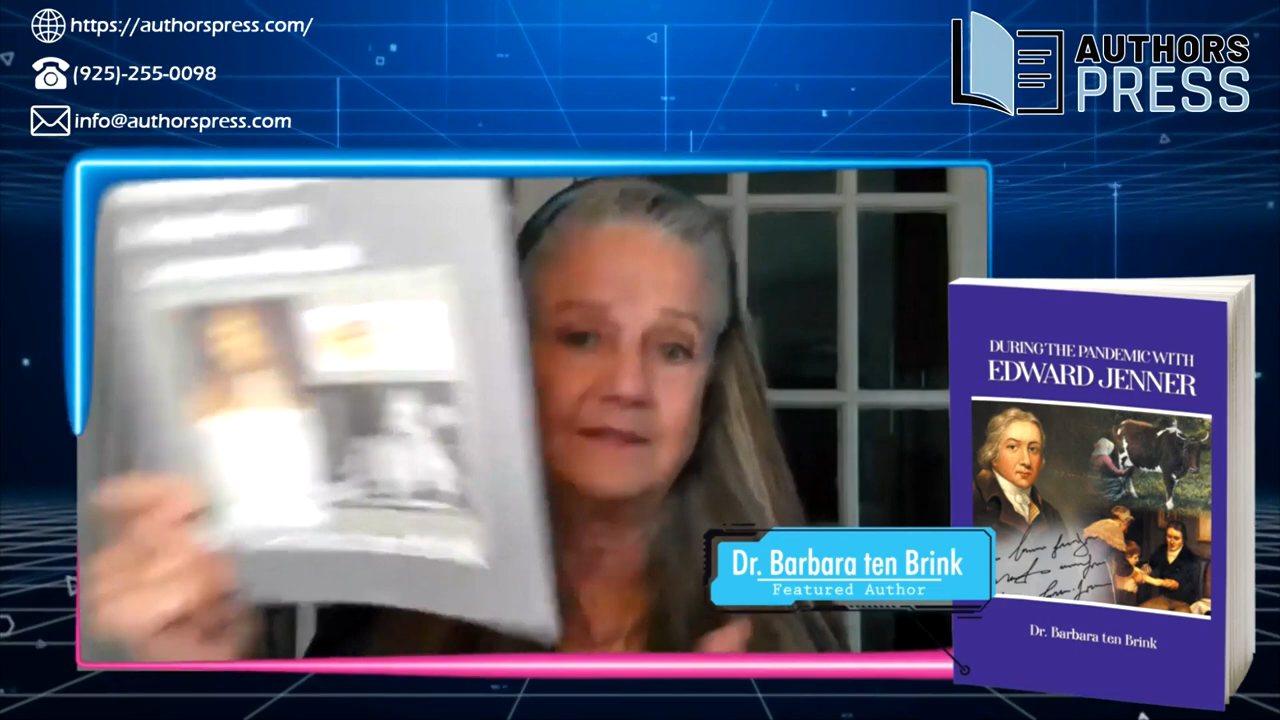 https://authorspress.com/
(925)-255-0098
info@authorspress.com
AUTHORS
PRESS
DURING THE PANDEMIC WITH
EDWARD JENNER
Dr. Barbara ten Brink
Dr. Barbara ten Brink
Featured Author